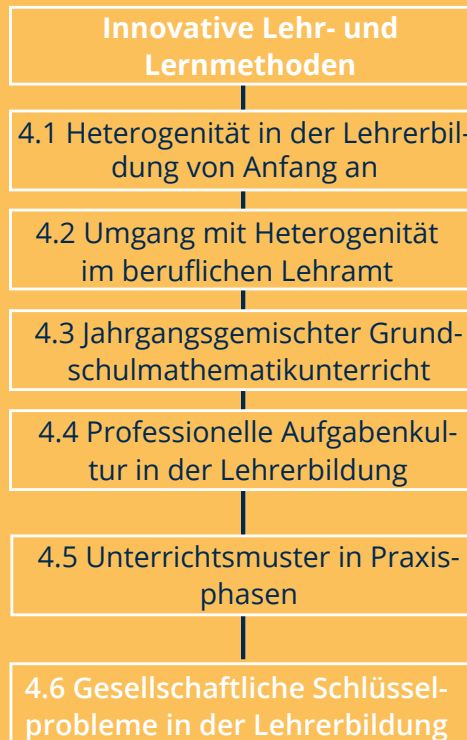 Innovative Lehr- und
Lernmethoden
4.1 Heterogenität in der Lehrerbil-
dung von Anfang an
4.2 Umgang mit Heterogenität
im beruflichen Lehramt
4.3 Jahrgangsgemischter Grund-
schulmathematikunterricht
4.4 Professionelle Aufgabenkul-
tur in der Lehrerbildung
4.5 Unterrichtsmuster in Praxis-
phasen
4.6 Gesellschaftliche Schlüssel-
probleme in der Lehrerbildung